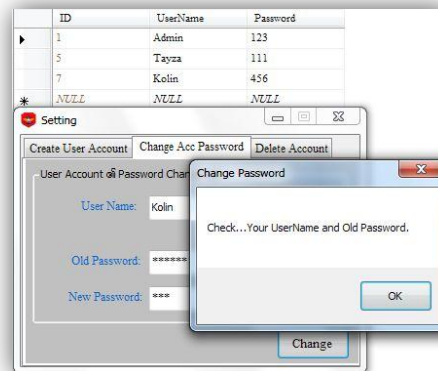 ID UserName Password
1 Admin 123
5 Tayza 111
7 Kolin 456
NULL NULL NULL
Setting
Create User Account Change Acc Password Delete Account
User Account ၏ Password Chan
User Name: Kolin
Old Password: ******
New Password: ***
Change
Change Password
Check...Your UserName and Old Password.
OK